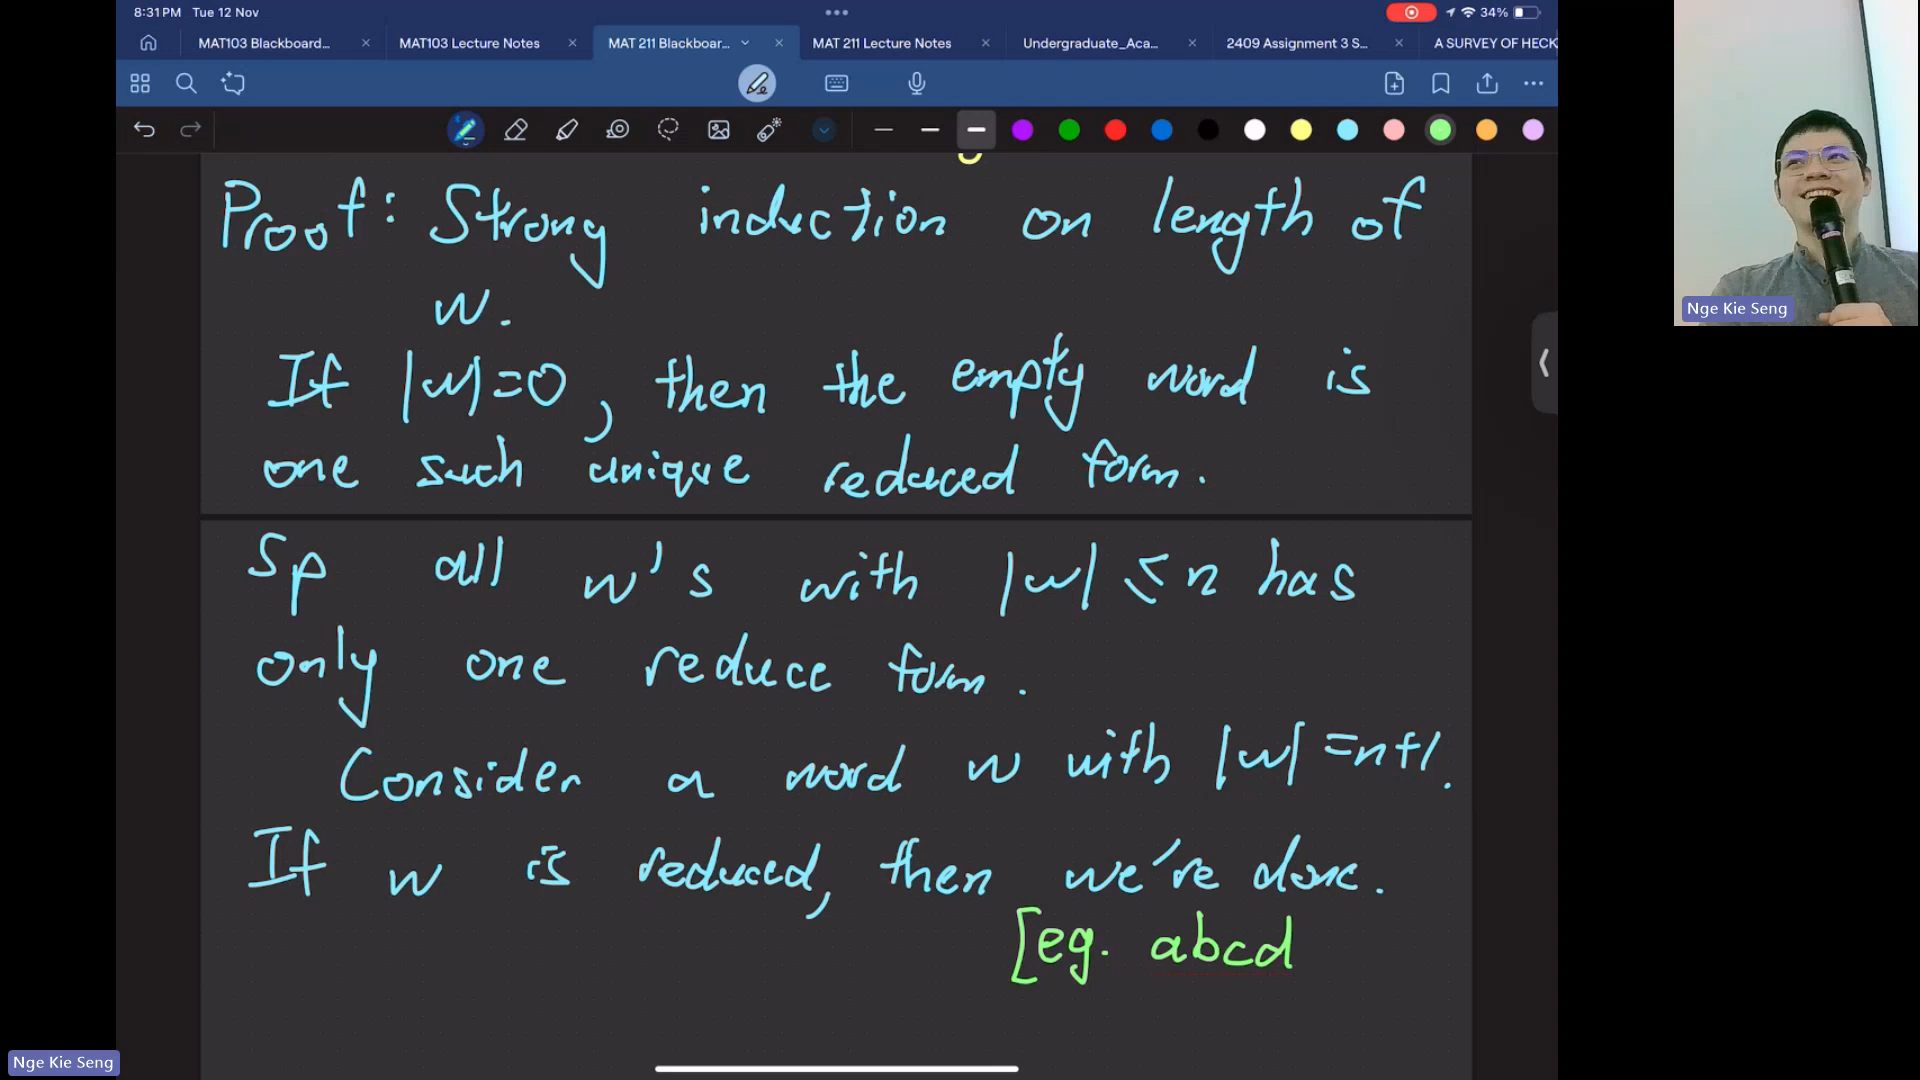 8:31 PM Tue 12 Nov
34%
MAT103 Blackboard...
MAT103 Lecture Notes
MAT 211 Blackboar...
MAT 211 Lecture Notes
Undergraduate_Aca...
2409 Assignment 3 S...
A SURVEY OF HECK
Proof: Strong induction on length of
w.
If |w|=0, then the empty word is
one such unique reduced form.
Sp all w's with |w| ≤ n has
only one reduce form.
Consider a word w with |w| = n+1.
If w is reduced, then we're done.
[eg. abcd
Nge Kie Seng
Nge Kie Seng